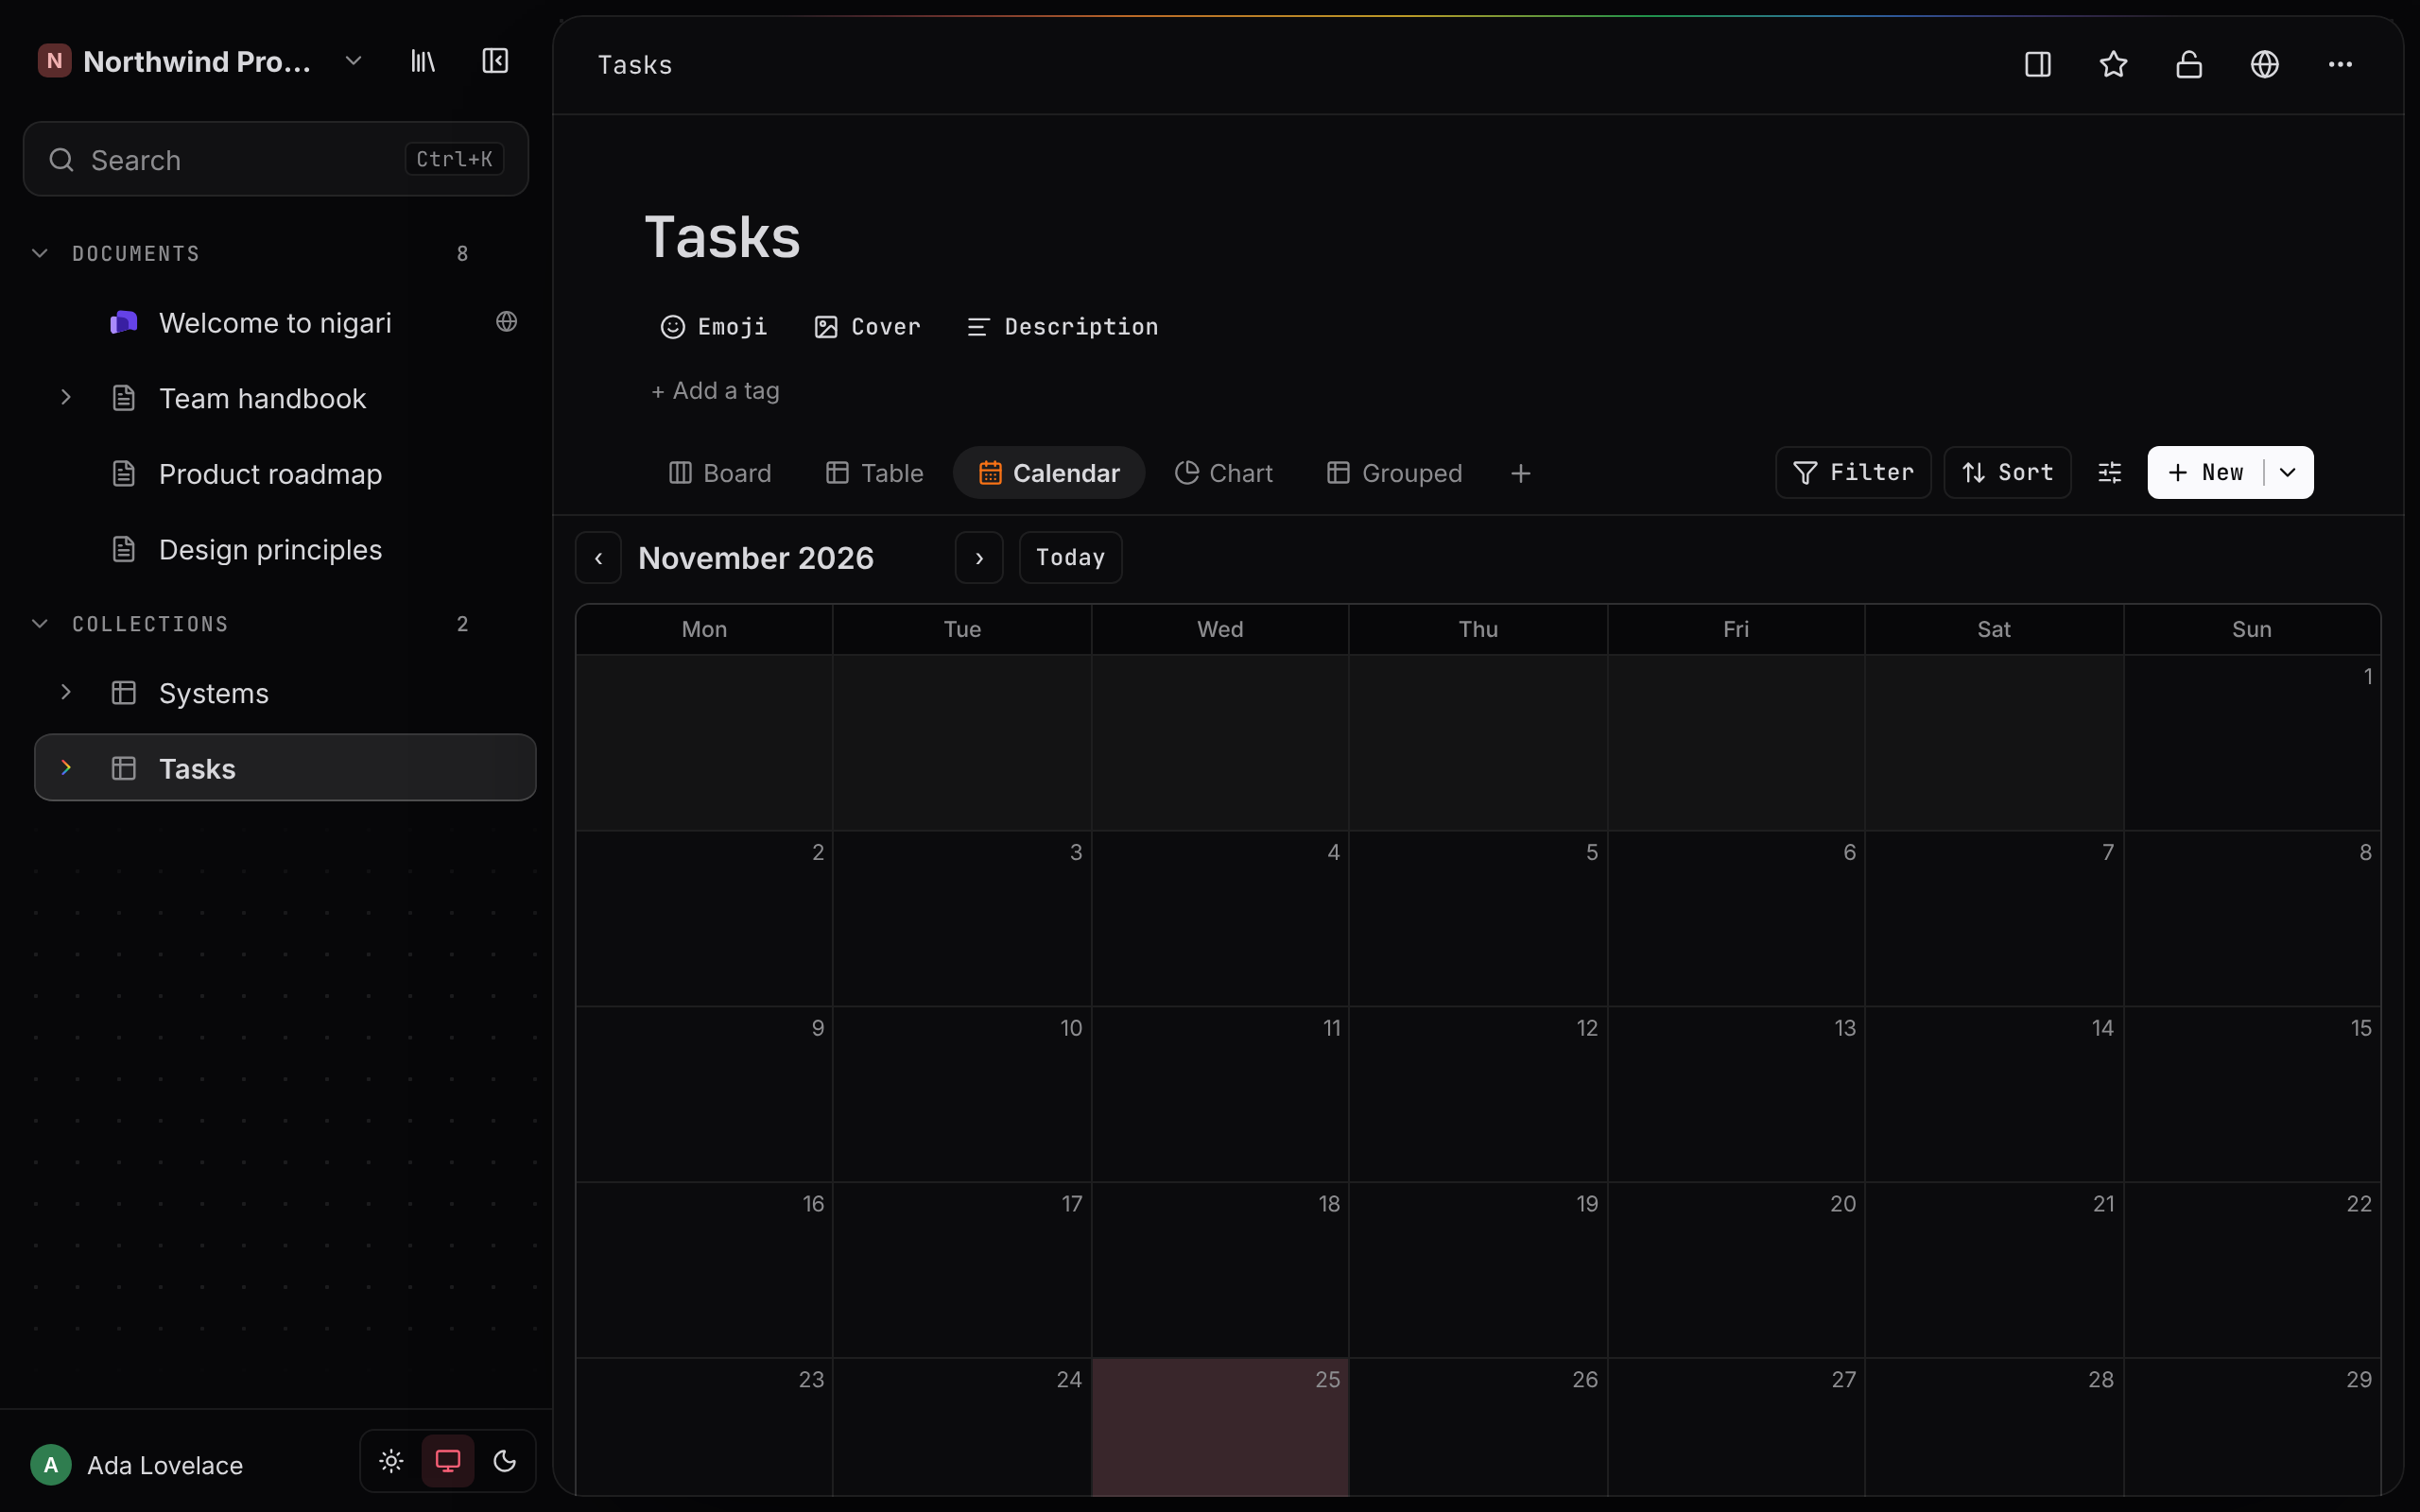 N Northwind Pro...
Search Ctrl+K
DOCUMENTS 8
Welcome to nigari
Team handbook
Product roadmap
Design principles
COLLECTIONS 2
Systems
Tasks
A Ada Lovelace
Tasks
Tasks
Emoji Cover Description
+ Add a tag
Board Table Calendar Chart Grouped +
Filter Sort + New
‹ November 2026 › Today
Mon Tue Wed Thu Fri Sat Sun
1
2 3 4 5 6 7 8
9 10 11 12 13 14 15
16 17 18 19 20 21 22
23 24 25 26 27 28 29